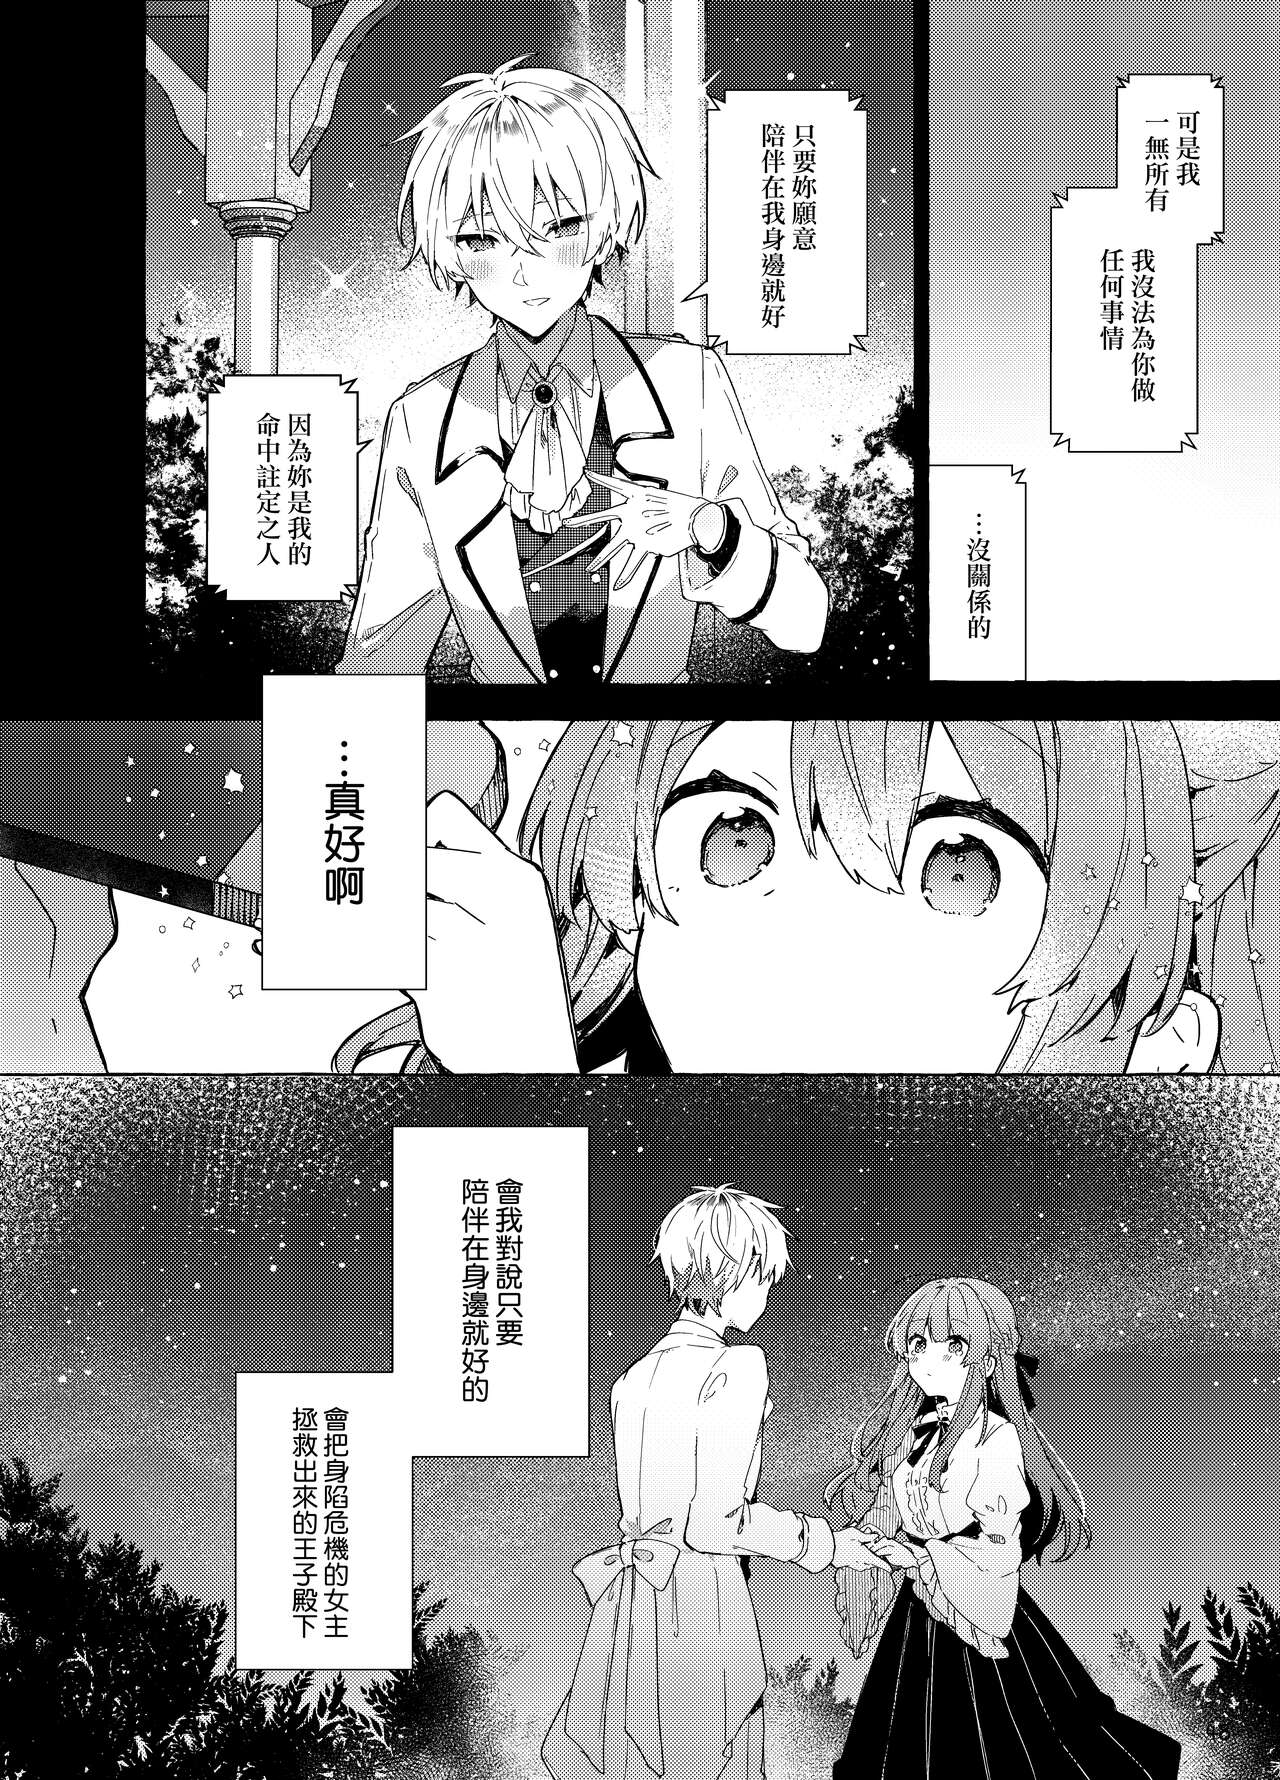 可是我
一無所有
我沒法為你做
任何事情
…沒關係的
只要妳願意
陪伴在我身邊就好
因為妳是我的
命中註定之人
…真好啊
會我對說只要
陪伴在身邊就好的
會把身陷危機的女主
拯救出來的王子殿下